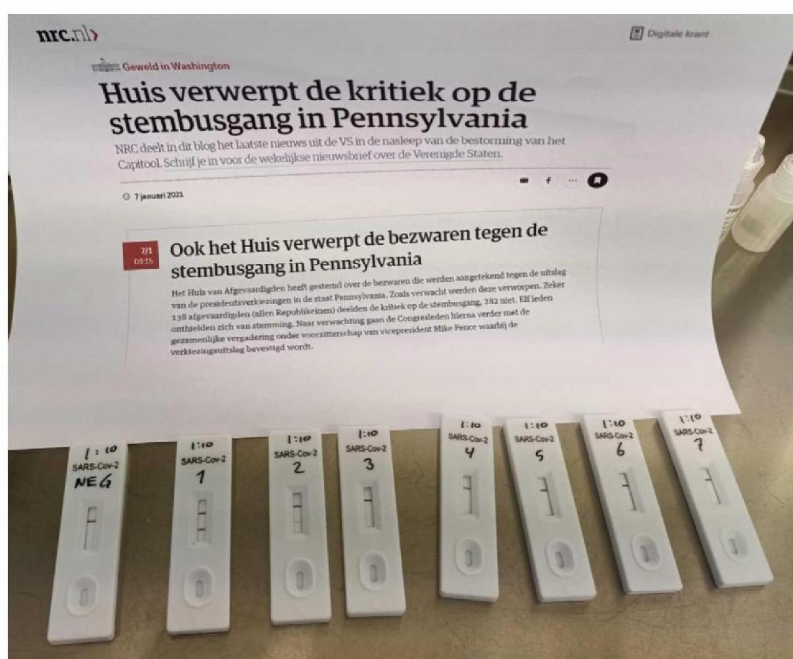 nrc.nl>
Digitale krant
Geweld in Washington
Huis verwerpt de kritiek op de
stembusgang in Pennsylvania
NRC deelt in dit blog het laatste nieuws uit de VS in de nasleep van de bestorming van het
Capitool. Schrijf je in voor de wekelijkse nieuwsbrief over de Verenigde Staten.
7 januari 2021
7/1
09:15
Ook het Huis verwerpt de bezwaren tegen de
stembusgang in Pennsylvania
Het Huis van Afgevaardigden heeft gestemd over de bezwaren die werden aangetekend tegen de uitslag
van de presidentsverkiezingen in de staat Pennsylvania. Zoals verwacht werden deze verworpen. Zeker
138 afgevaardigden (allen Republikeinen) deelden de kritiek op de stembusgang, 282 niet. Elf leden
onthielden zich van stemming. Naar verwachting gaan de Congresleden hierna verder met de
gezamenlijke vergadering onder voorzitterschap van vicepresident Mike Pence waarbij de
verkiezingsuitslag bevestigd wordt.
1:10
SARS-Cov-2
NEG
1:10
SARS-Cov-2
1
1:10
SARS-Cov-2
2
1:10
SARS-Cov-2
3
1:10
SARS-Cov-2
4
1:10
SARS-Cov-2
5
1:10
SARS-Cov-2
6
1:10
SARS-Cov-2
7